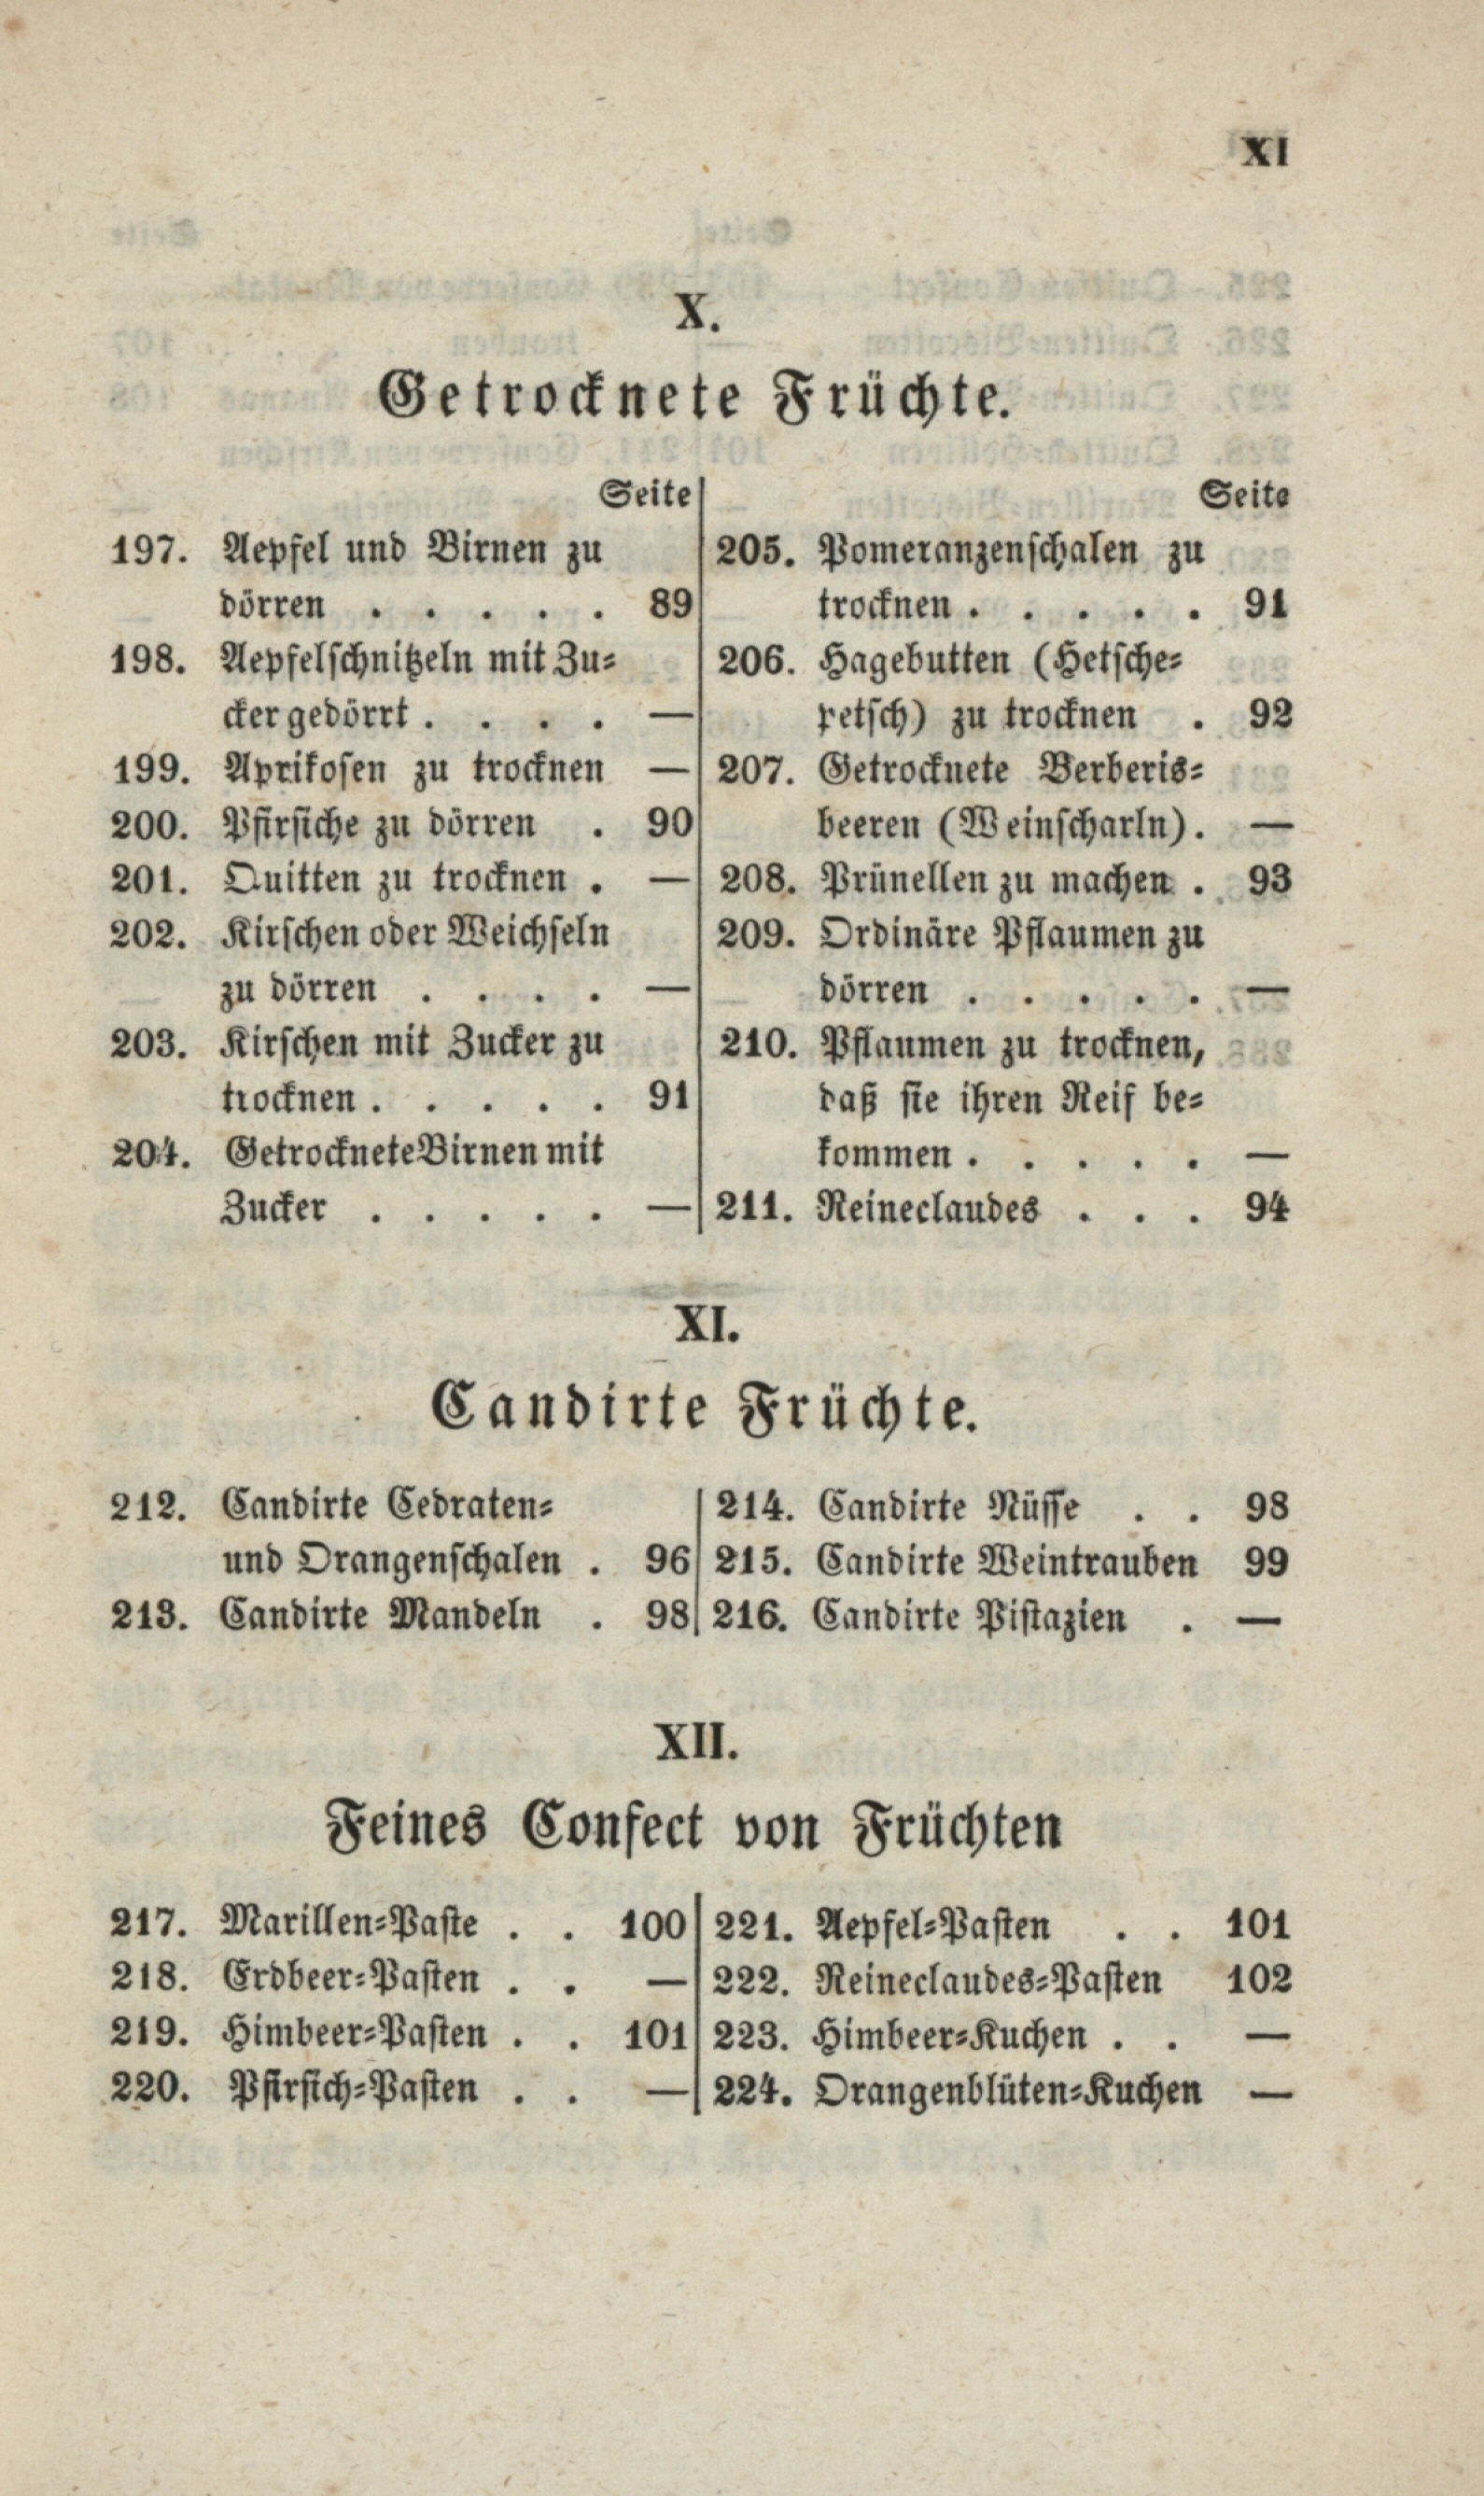 XI
X.
Getrocknete Früchte.
Seite
197. Aepfel und Birnen zu
dörren . . . . . 89
198. Aepfelschnitzeln mit Zu-
cker gedörrt . . . . —
199. Aprikosen zu trocknen —
200. Pfirsiche zu dörren . 90
201. Quitten zu trocknen . —
202. Kirschen oder Weichseln
zu dörren . . . . —
203. Kirschen mit Zucker zu
trocknen . . . . . 91
204. Getrocknete Birnen mit
Zucker . . . . . —
Seite
205. Pomeranzenschalen zu
trocknen . . . . . 91
206. Hagebutten (Hetsche-
petsch) zu trocknen . 92
207. Getrocknete Berberis-
beeren (Weinscharln) . —
208. Prünellen zu machen . 93
209. Ordinäre Pflaumen zu
dörren . . . . . —
210. Pflaumen zu trocknen,
daß sie ihren Reif be-
kommen . . . . . —
211. Reineclaudes . . . 94
XI.
Candirte Früchte.
212. Candirte Cedraten-
und Orangenschalen . 96
213. Candirte Mandeln . 98
214. Candirte Nüsse . . 98
215. Candirte Weintrauben 99
216. Candirte Pistazien . —
XII.
Feines Confect von Früchten
217. Marillen-Paste . . 100
218. Erdbeer-Pasten . . —
219. Himbeer-Pasten . . 101
220. Pfirsich-Pasten . . —
221. Aepfel-Pasten . . 101
222. Reineclaudes-Pasten 102
223. Himbeer-Kuchen . . —
224. Orangenblüten-Kuchen —